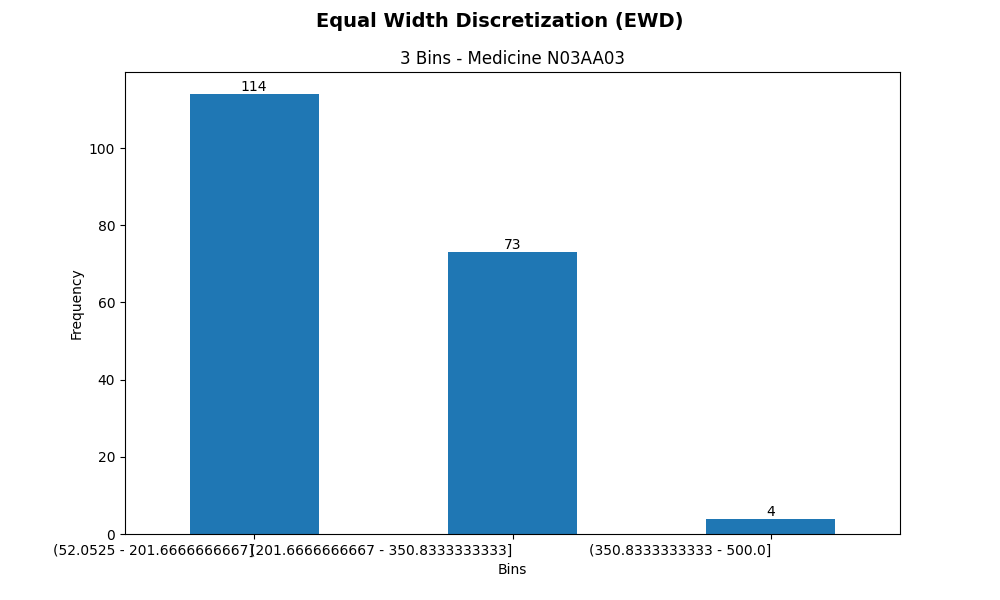 Equal Width Discretization (EWD)
3 Bins - Medicine N03AA03
114
100
80
73
Frequency
60
40
20
4
0
(52.0525 - 201.6666666667]
(201.6666666667 - 350.8333333333]
(350.8333333333 - 500.0]
Bins